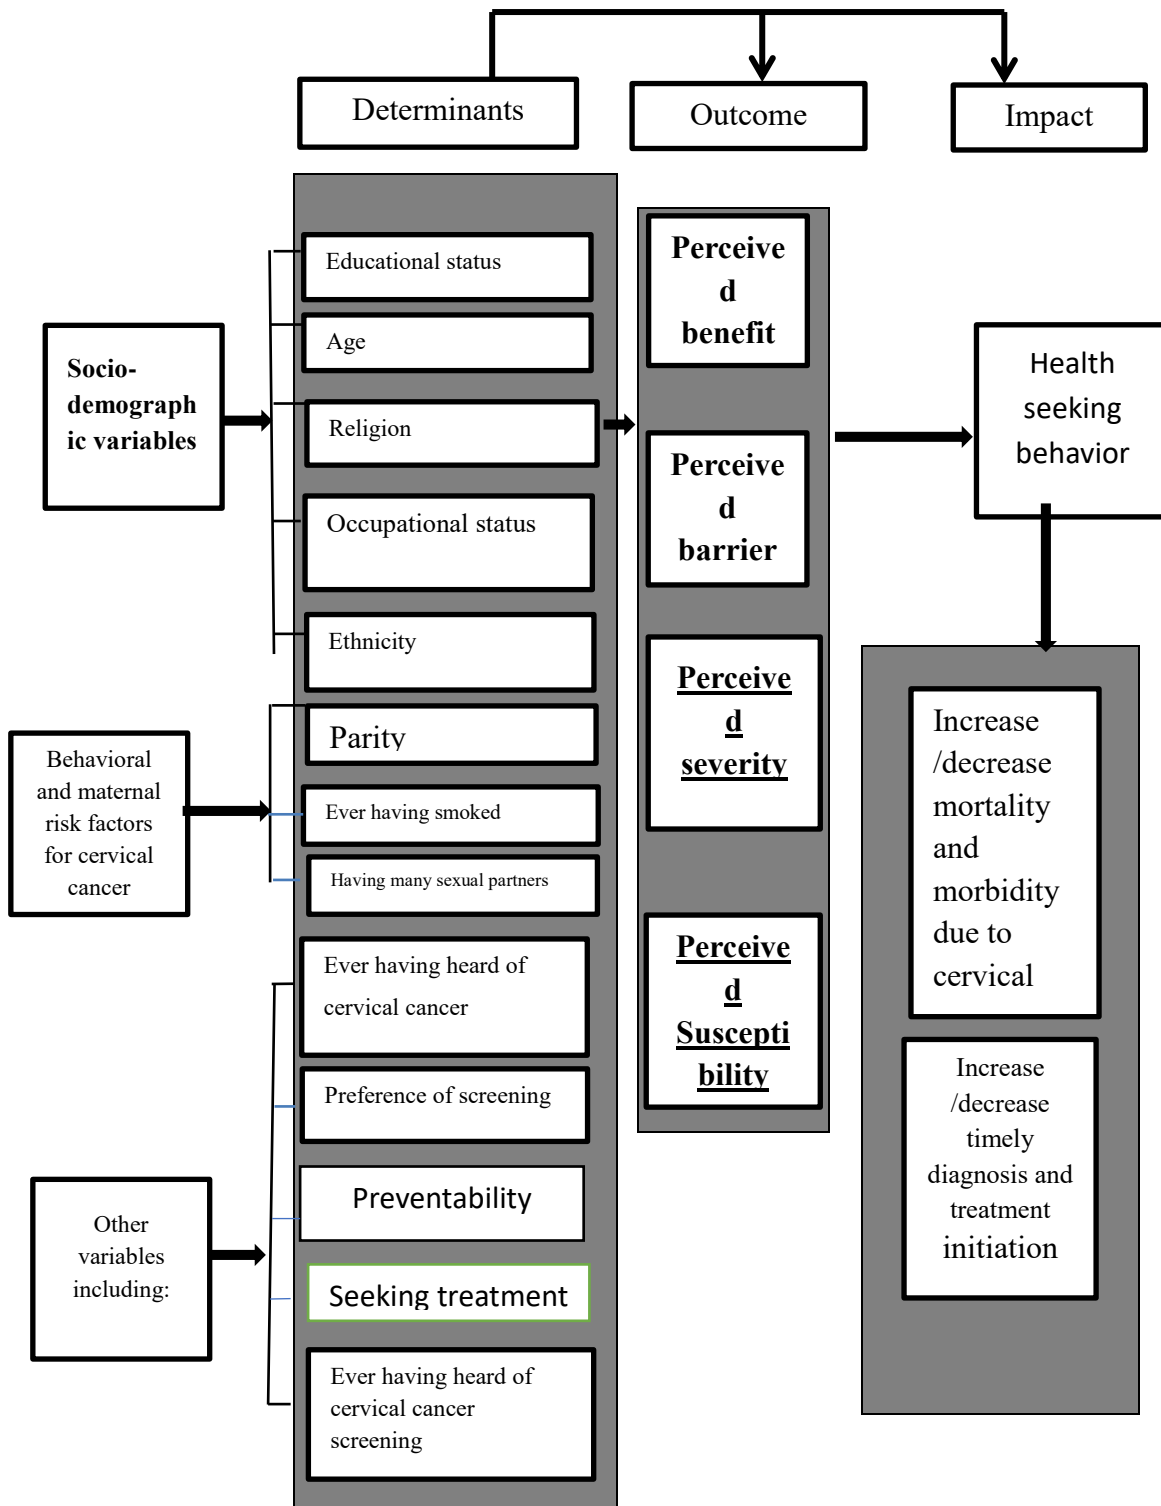 Determinants
Outcome
Impact
Socio-
demograph
ic variables
Educational status
Age
Religion
Occupational status
Ethnicity
Behavioral
and maternal
risk factors
for cervical
cancer
Parity
Ever having smoked
Having many sexual partners
Other
variables
including:
Ever having heard of
cervical cancer
Preference of screening
Preventability
Seeking treatment
Ever having heard of
cervical cancer
screening
Perceive
d
benefit
Perceive
d
barrier
Perceive
d
severity
Perceive
d
Suscepti
bility
Health
seeking
behavior
Increase
/decrease
mortality
and
morbidity
due to
cervical
Increase
/decrease
timely
diagnosis and
treatment
initiation